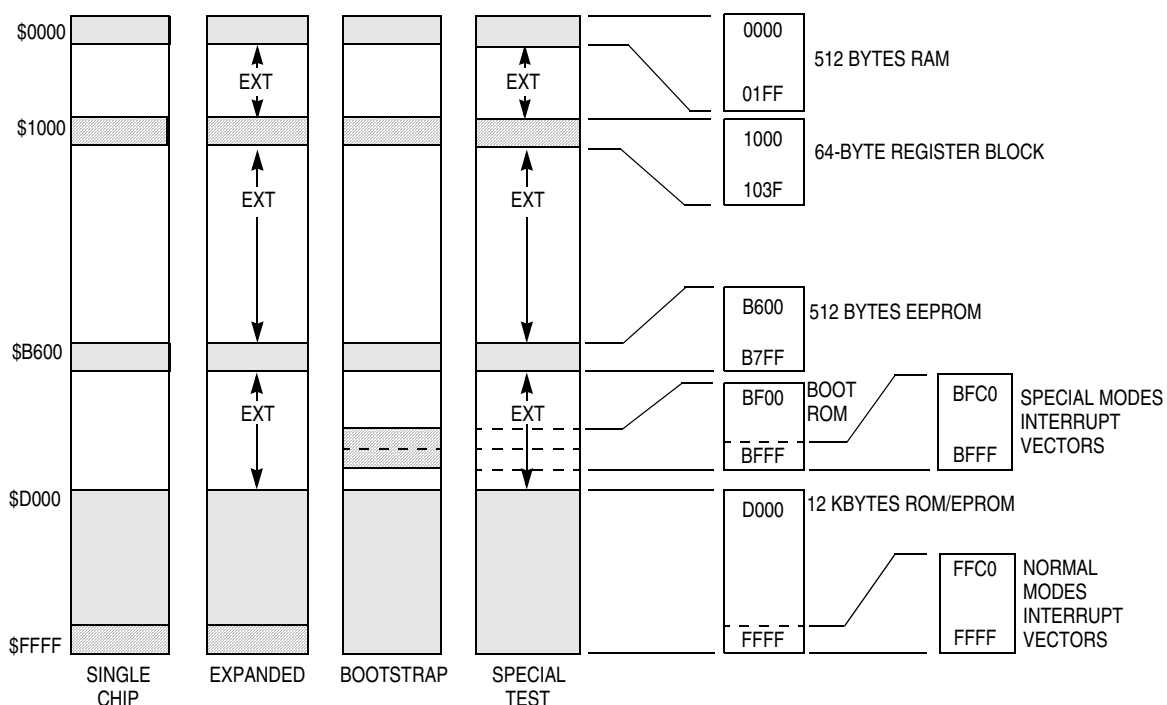 $0000
$1000
$B600
$D000
$FFFF
EXT
EXT
EXT
EXT
EXT
EXT
SINGLE
CHIP
EXPANDED
BOOTSTRAP
SPECIAL
TEST
0000
01FF
512 BYTES RAM
1000
103F
64-BYTE REGISTER BLOCK
B600
B7FF
512 BYTES EEPROM
BF00
BFFF
BOOT
ROM
BFC0
BFFF
SPECIAL MODES
INTERRUPT
VECTORS
D000
FFFF
12 KBYTES ROM/EPROM
FFC0
FFFF
NORMAL
MODES
INTERRUPT
VECTORS